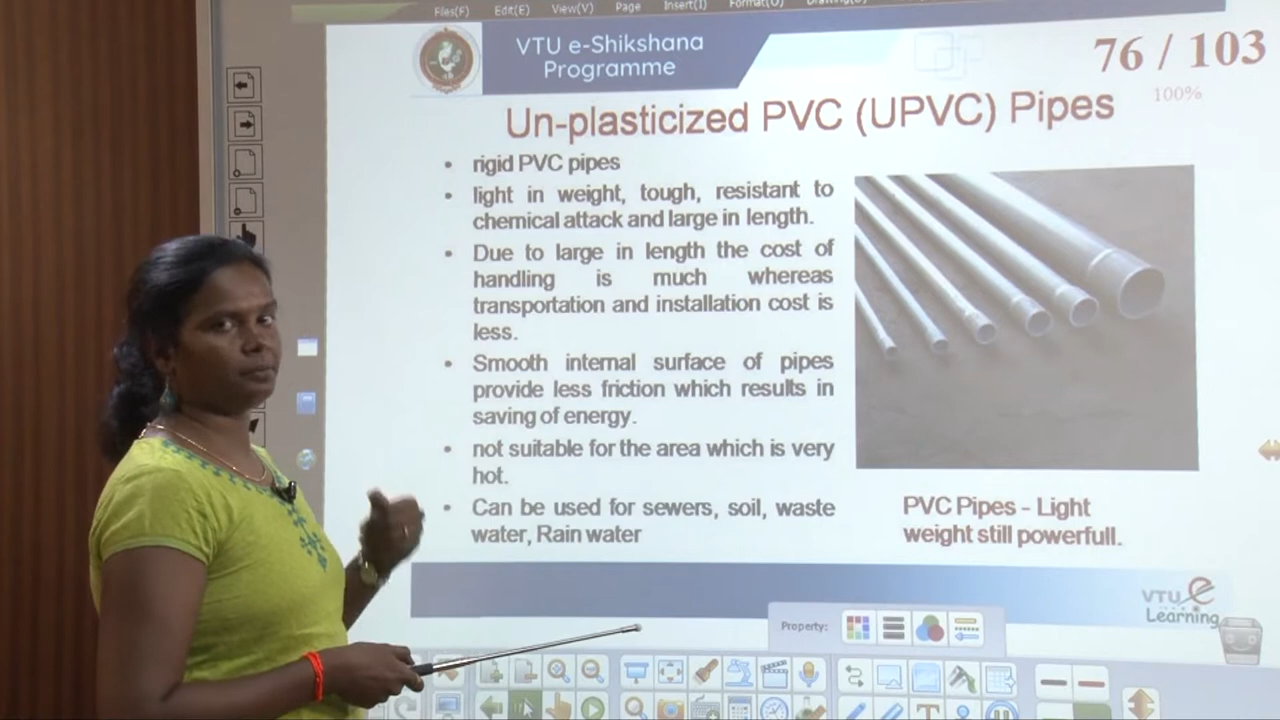 Files(F) Edit(E) View(V) Page Insert(I) Format(O)
VTU e-Shikshana
Programme
76 / 103
100%
Un-plasticized PVC (UPVC) Pipes
• rigid PVC pipes
• light in weight, tough, resistant to
chemical attack and large in length.
• Due to large in length the cost of
handling is much whereas
transportation and installation cost is
less.
• Smooth internal surface of pipes
provide less friction which results in
saving of energy.
• not suitable for the area which is very
hot.
• Can be used for sewers, soil, waste
water, Rain water
PVC Pipes – Light
weight still powerfull.
VTU e
Learning
Property: